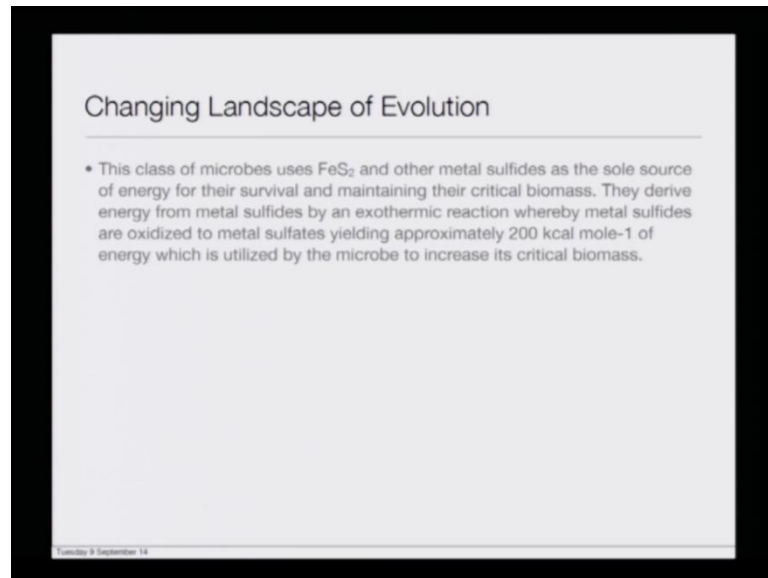 Changing Landscape of Evolution
• This class of microbes uses FeS₂ and other metal sulfides as the sole source
of energy for their survival and maintaining their critical biomass. They derive
energy from metal sulfides by an exothermic reaction whereby metal sulfides
are oxidized to metal sulfates yielding approximately 200 kcal mole-1 of
energy which is utilized by the microbe to increase its critical biomass.
Tuesday 9 September 14